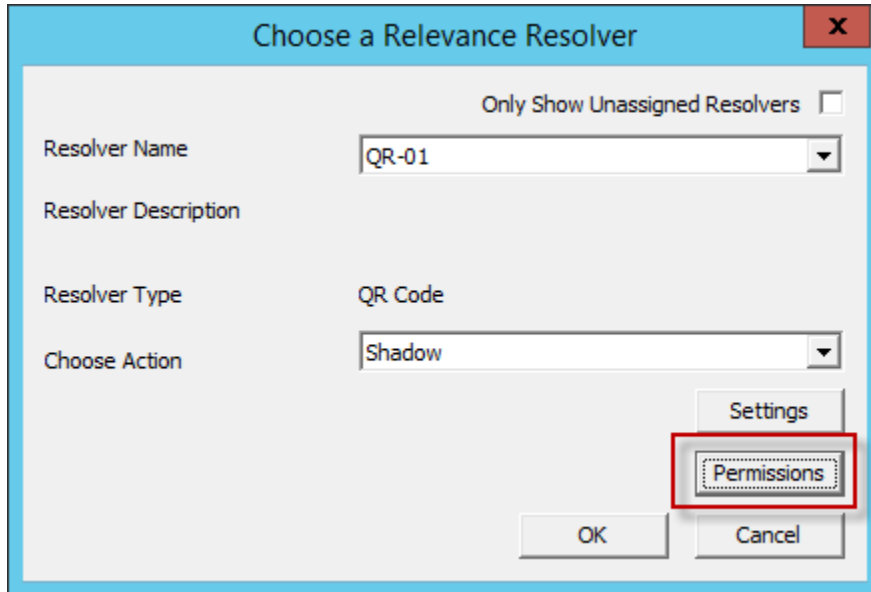 Choose a Relevance Resolver
x
Only Show Unassigned Resolvers
Resolver Name QR-01
Resolver Description
Resolver Type QR Code
Choose Action Shadow
Settings
Permissions
OK Cancel